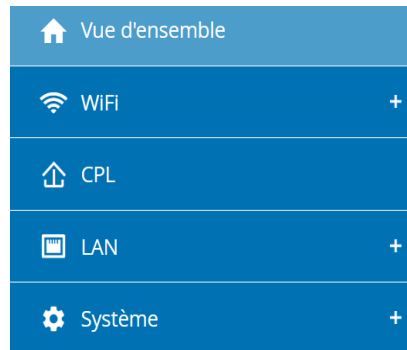 Vue d'ensemble
WiFi +
CPL
LAN +
Système +